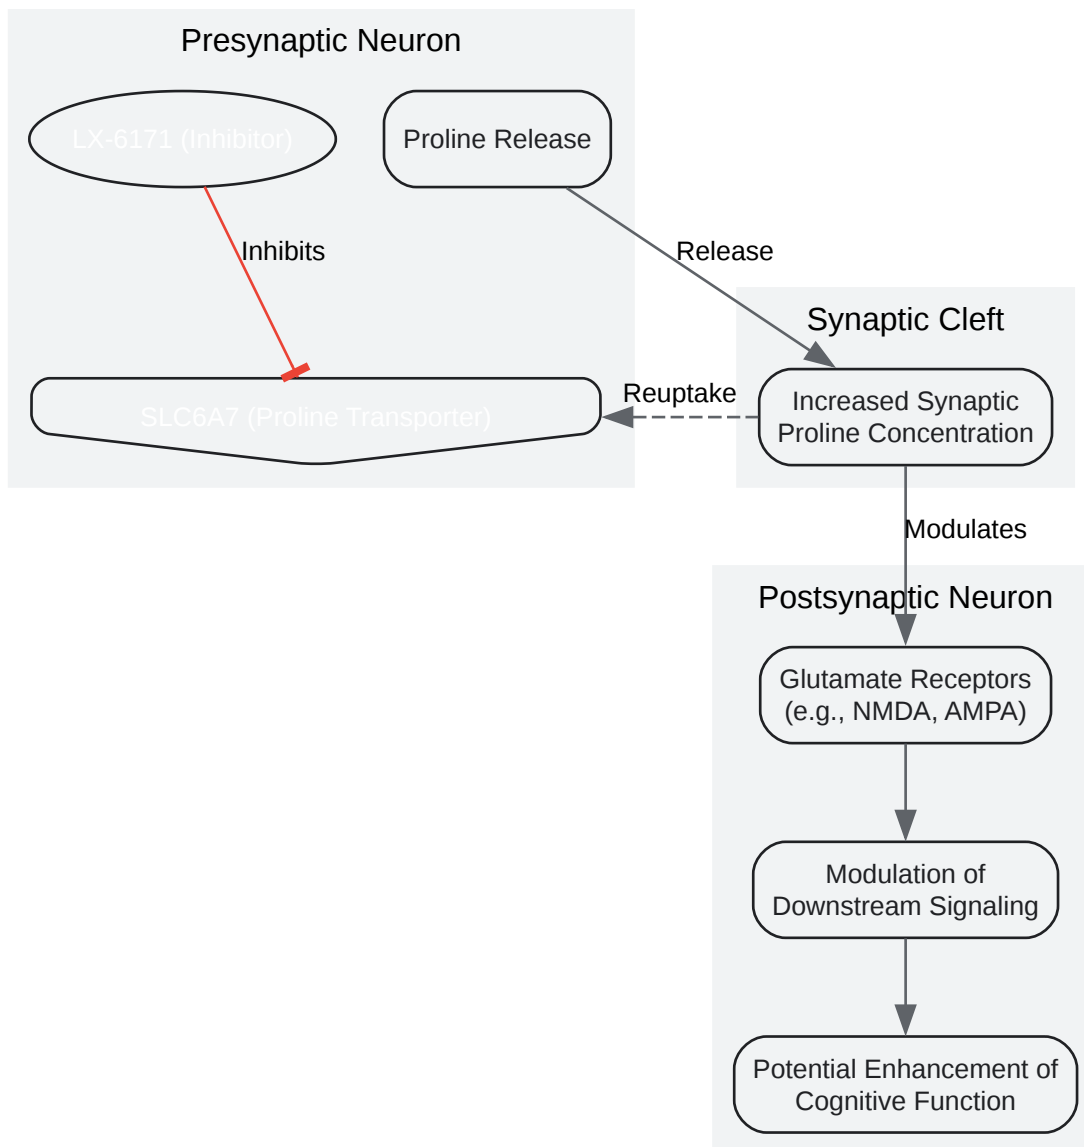 Presynaptic Neuron
LX-6171 (Inhibitor)
Proline Release
Inhibits
Release
Synaptic Cleft
SLC6A7 (Proline Transporter)
Reuptake
Increased Synaptic
Proline Concentration
Modulates
Postsynaptic Neuron
Glutamate Receptors
(e.g., NMDA, AMPA)
Modulation of
Downstream Signaling
Potential Enhancement of
Cognitive Function